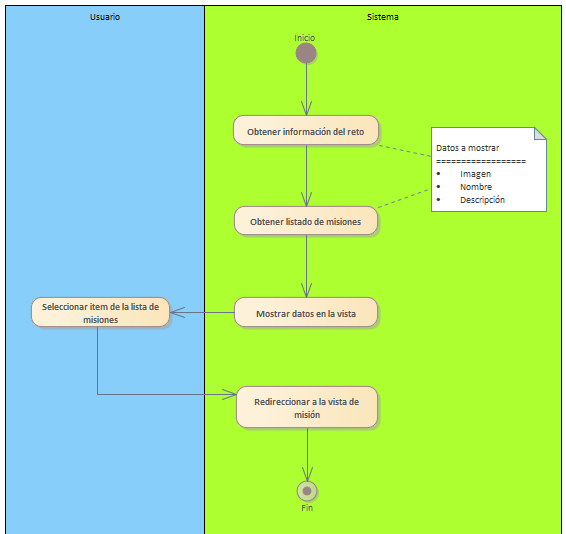 Usuario
Sistema
Inicio
Obtener información del reto
Datos a mostrar
==================
• Imagen
• Nombre
• Descripción
Obtener listado de misiones
Seleccionar item de la lista de
misiones
Mostrar datos en la vista
Redireccionar a la vista de
misión
Fin